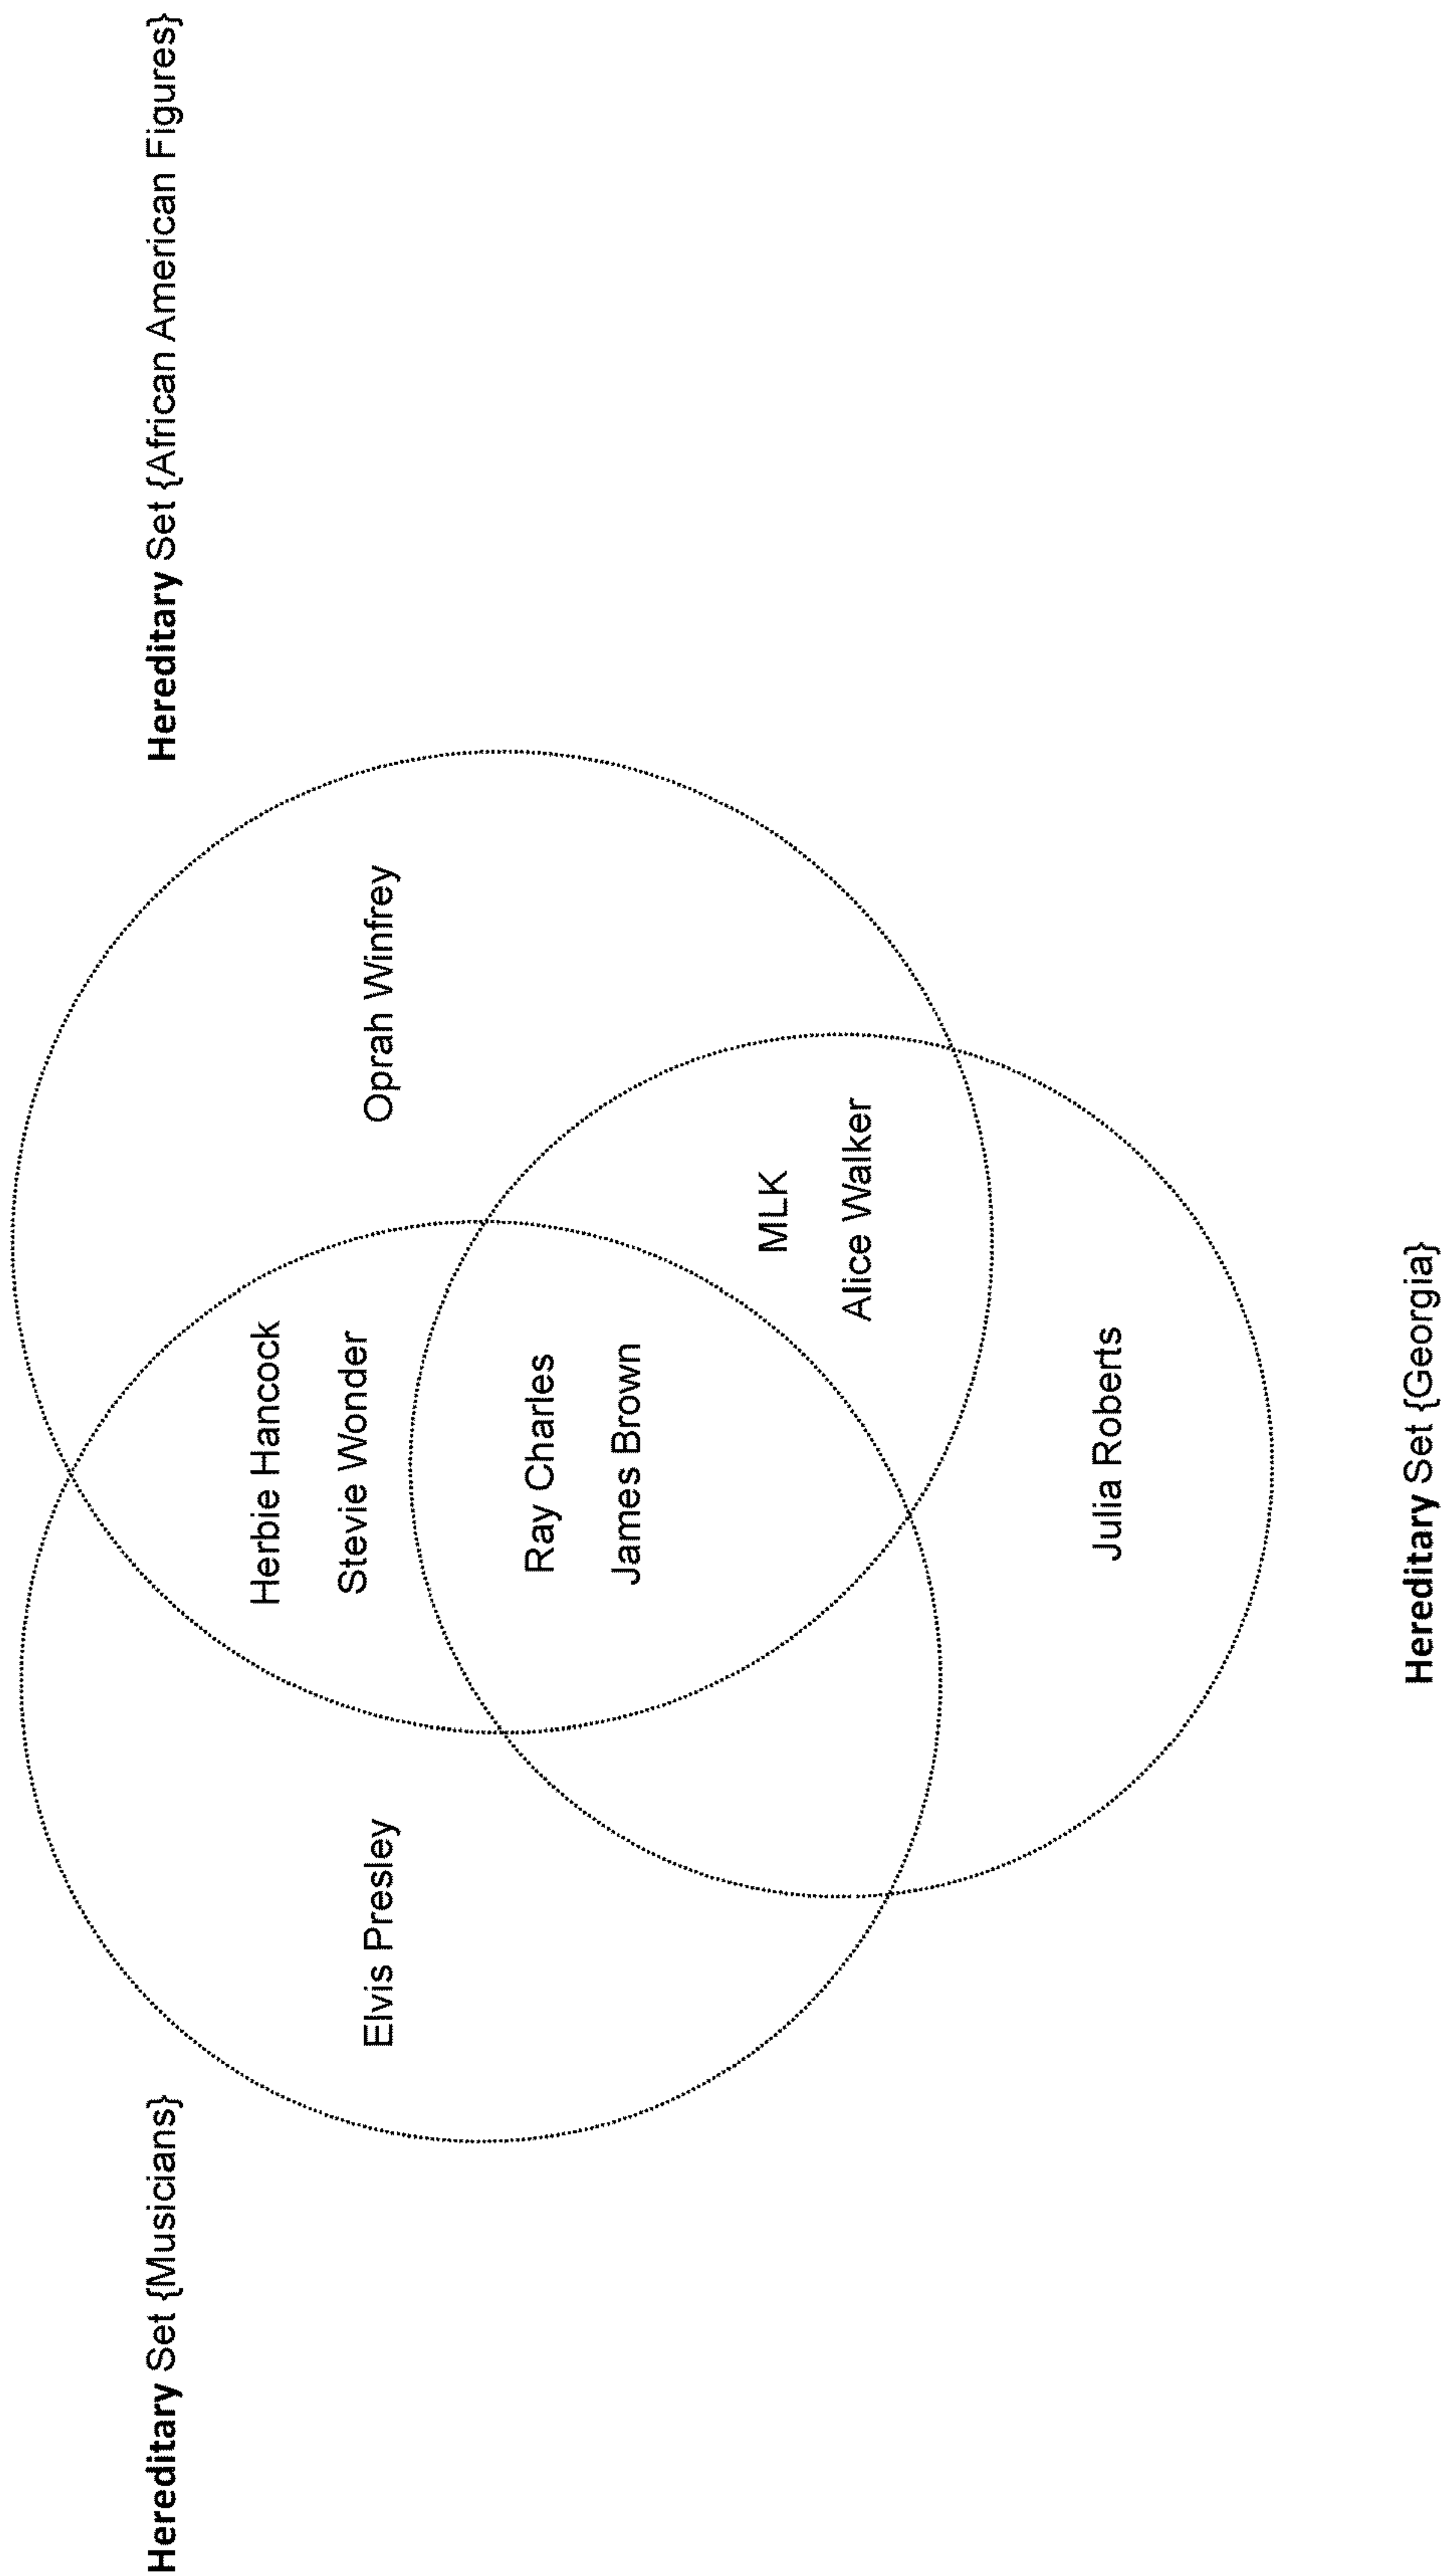 Hereditary Set {Musicians}
Hereditary Set {African American Figures}
Herbie Hancock
Stevie Wonder
Elvis Presley
Oprah Winfrey
Ray Charles
James Brown
MLK
Alice Walker
Julia Roberts
Hereditary Set {Georgia}